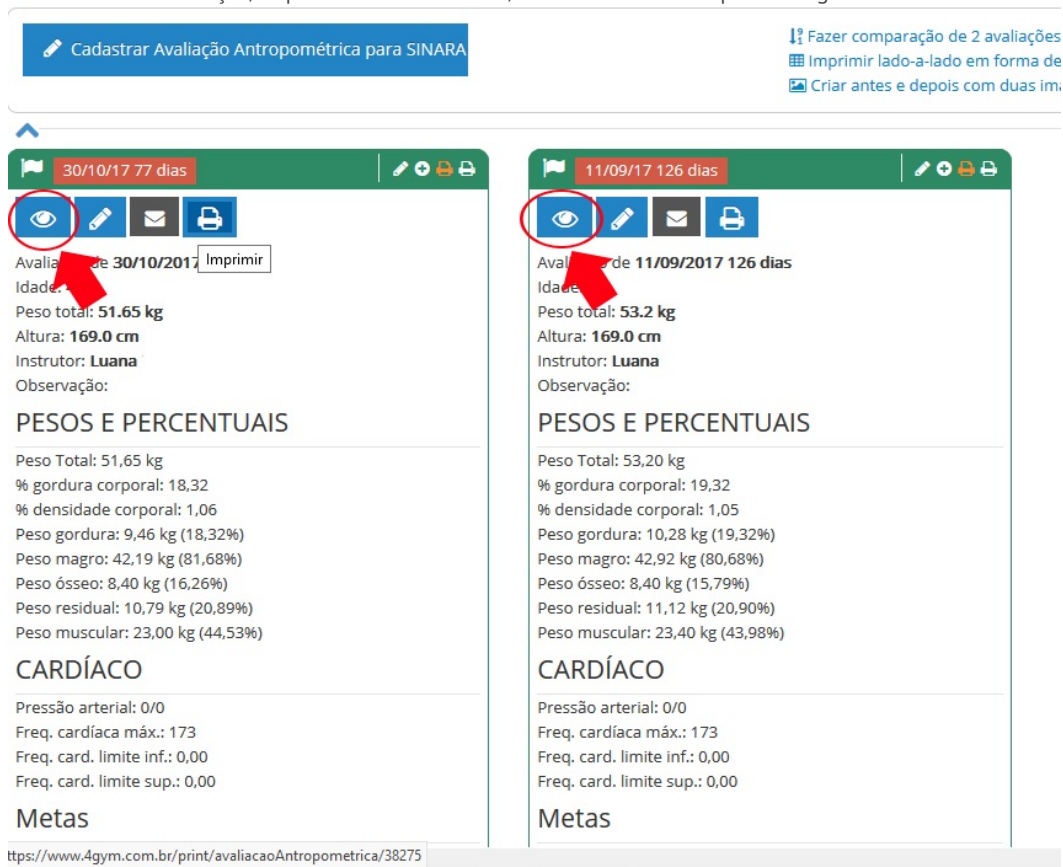 Cadastrar Avaliação Antropométrica para SINARA
Fazer comparação de 2 avaliações
Imprimir lado-a-lado em forma de
Criar antes e depois com duas
30/10/17 77 dias
Imprimir
de 30/10/2017
Peso total: 51.65 kg
Altura: 169.0 cm
Instrutor: Luana
Observação:
PESOS E PERCENTUAIS
Peso Total: 51,65 kg
% gordura corporal: 18,32
% densidade corporal: 1,06
Peso gordura: 9,46 kg (18,32%)
Peso magro: 42,19 kg (81,68%)
Peso ósseo: 8,40 kg (16,26%)
Peso residual: 10,79 kg (20,89%)
Peso muscular: 23,00 kg (44,53%)
CARDÍACO
Pressão arterial: 0/0
Freq. cardíaca máx.: 173
Freq. card. limite inf.: 0,00
Freq. card. limite sup.: 0,00
Metas
11/09/17 126 dias
de 11/09/2017 126 dias
Peso total: 53.2 kg
Altura: 169.0 cm
Instrutor: Luana
Observação:
PESOS E PERCENTUAIS
Peso Total: 53,20 kg
% gordura corporal: 19,32
% densidade corporal: 1,05
Peso gordura: 10,28 kg (19,32%)
Peso magro: 42,92 kg (80,68%)
Peso ósseo: 8,40 kg (15,79%)
Peso residual: 11,12 kg (20,90%)
Peso muscular: 23,40 kg (43,98%)
CARDÍACO
Pressão arterial: 0/0
Freq. cardíaca máx.: 173
Freq. card. limite inf.: 0,00
Freq. card. limite sup.: 0,00
Metas
ttps://www.4gym.com.br/print/avaliacaoAntropometrica/38275